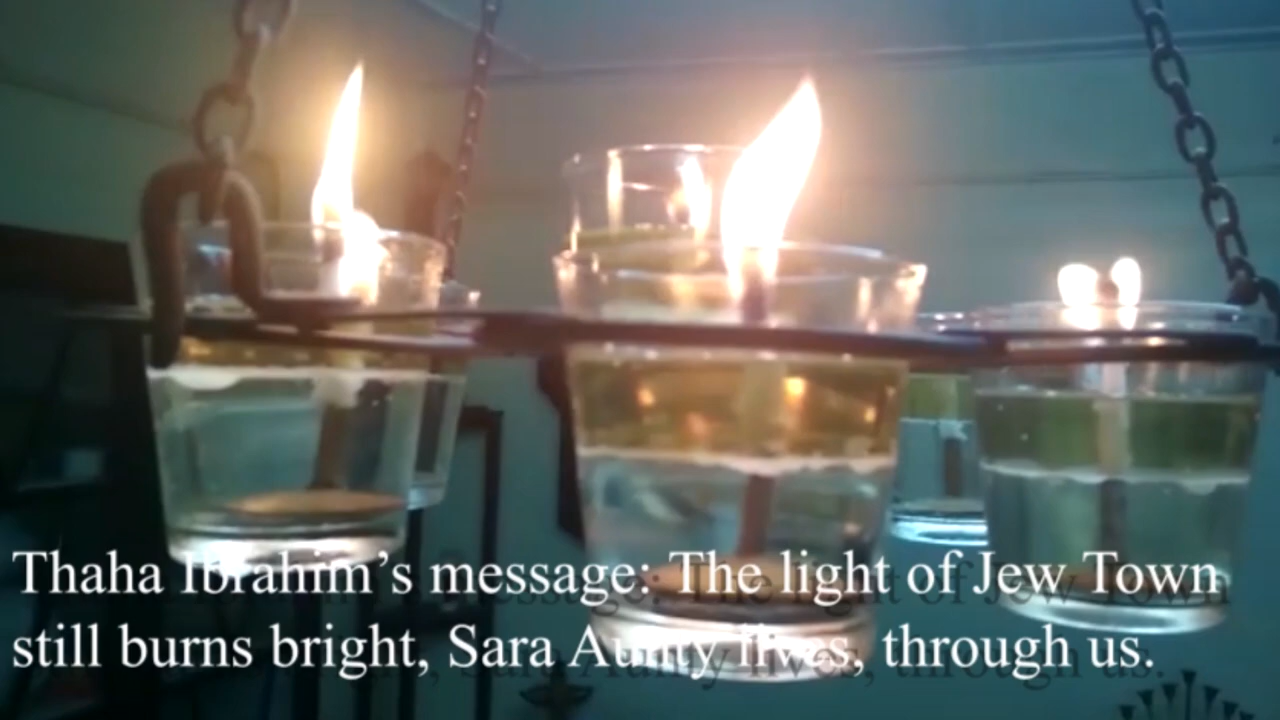 Thaha Ibrahim’s message: The light of Jew Town
still burns bright, Sara Aunty lives, through us.